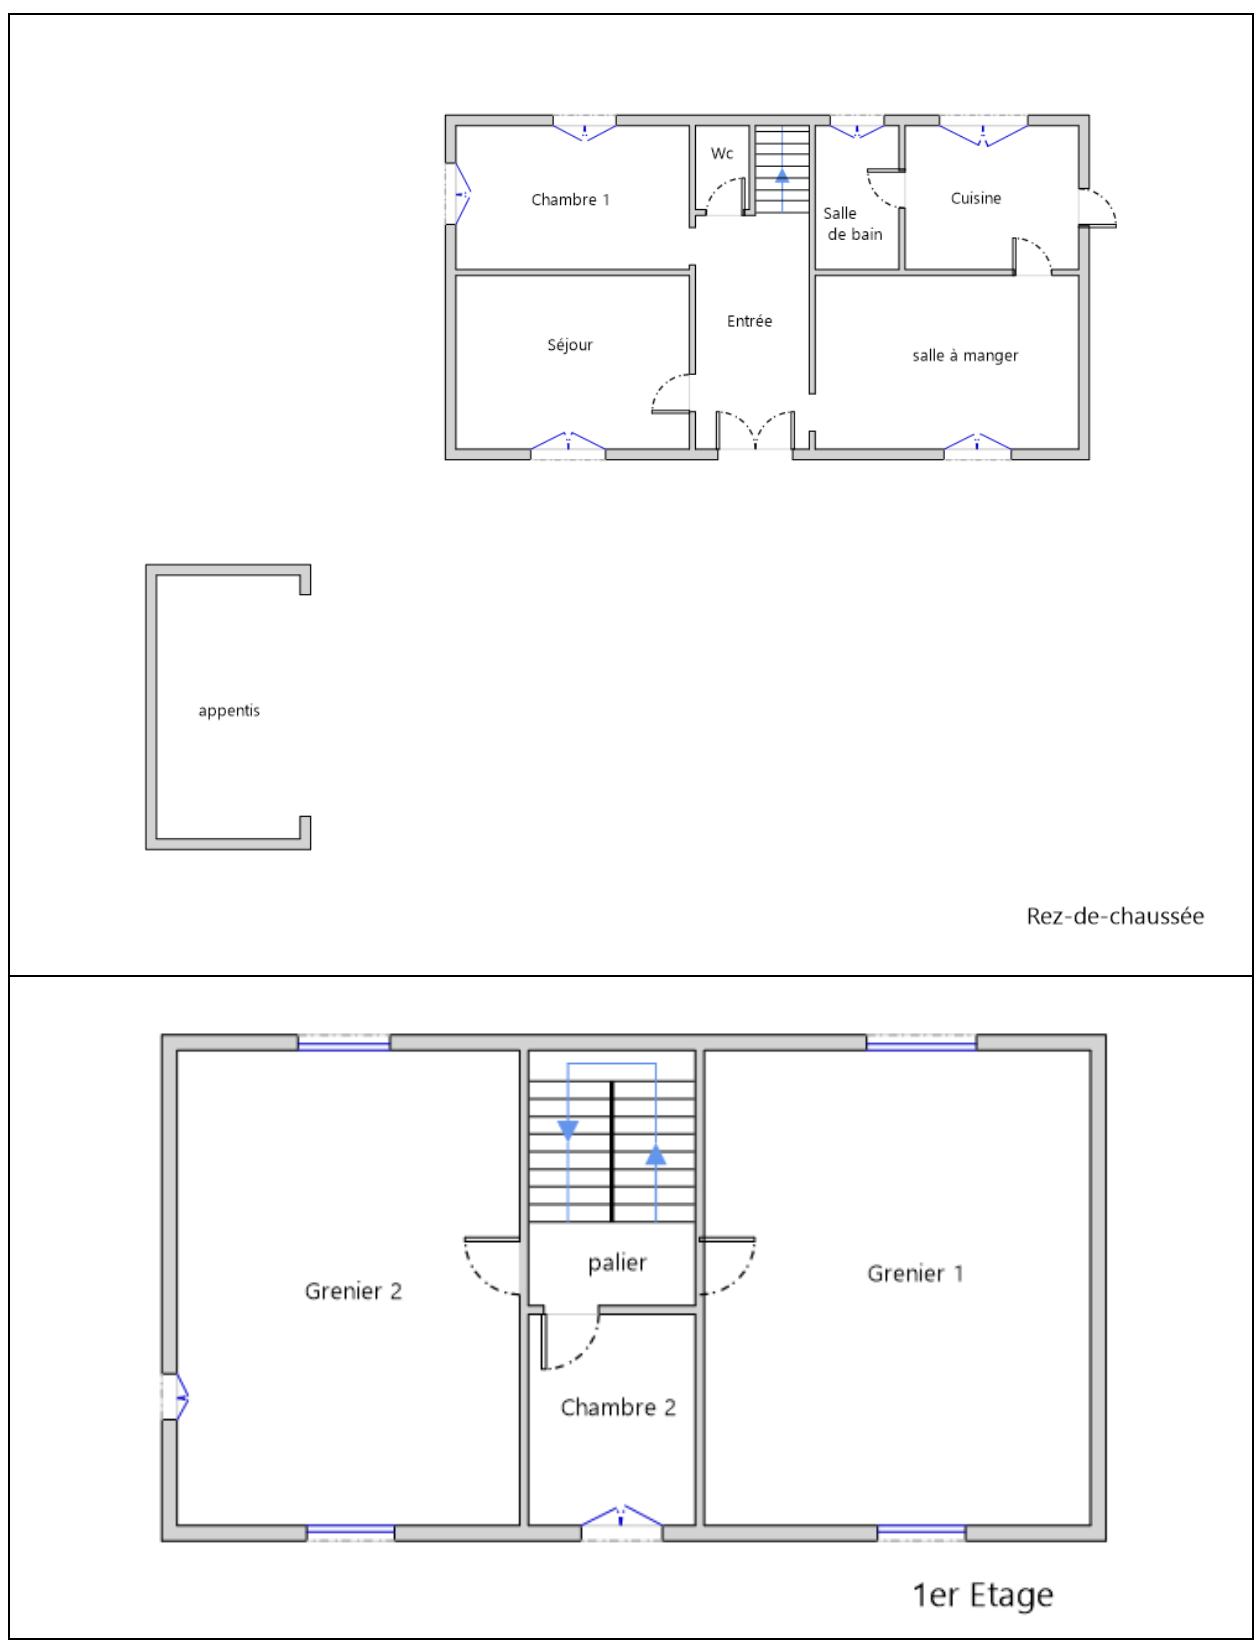 Wc
Chambre 1
Cuisine
Salle
de bain
Entrée
Séjour
salle à manger
appentis
Rez-de-chaussée
palier
Grenier 1
Grenier 2
Chambre 2
1er Etage